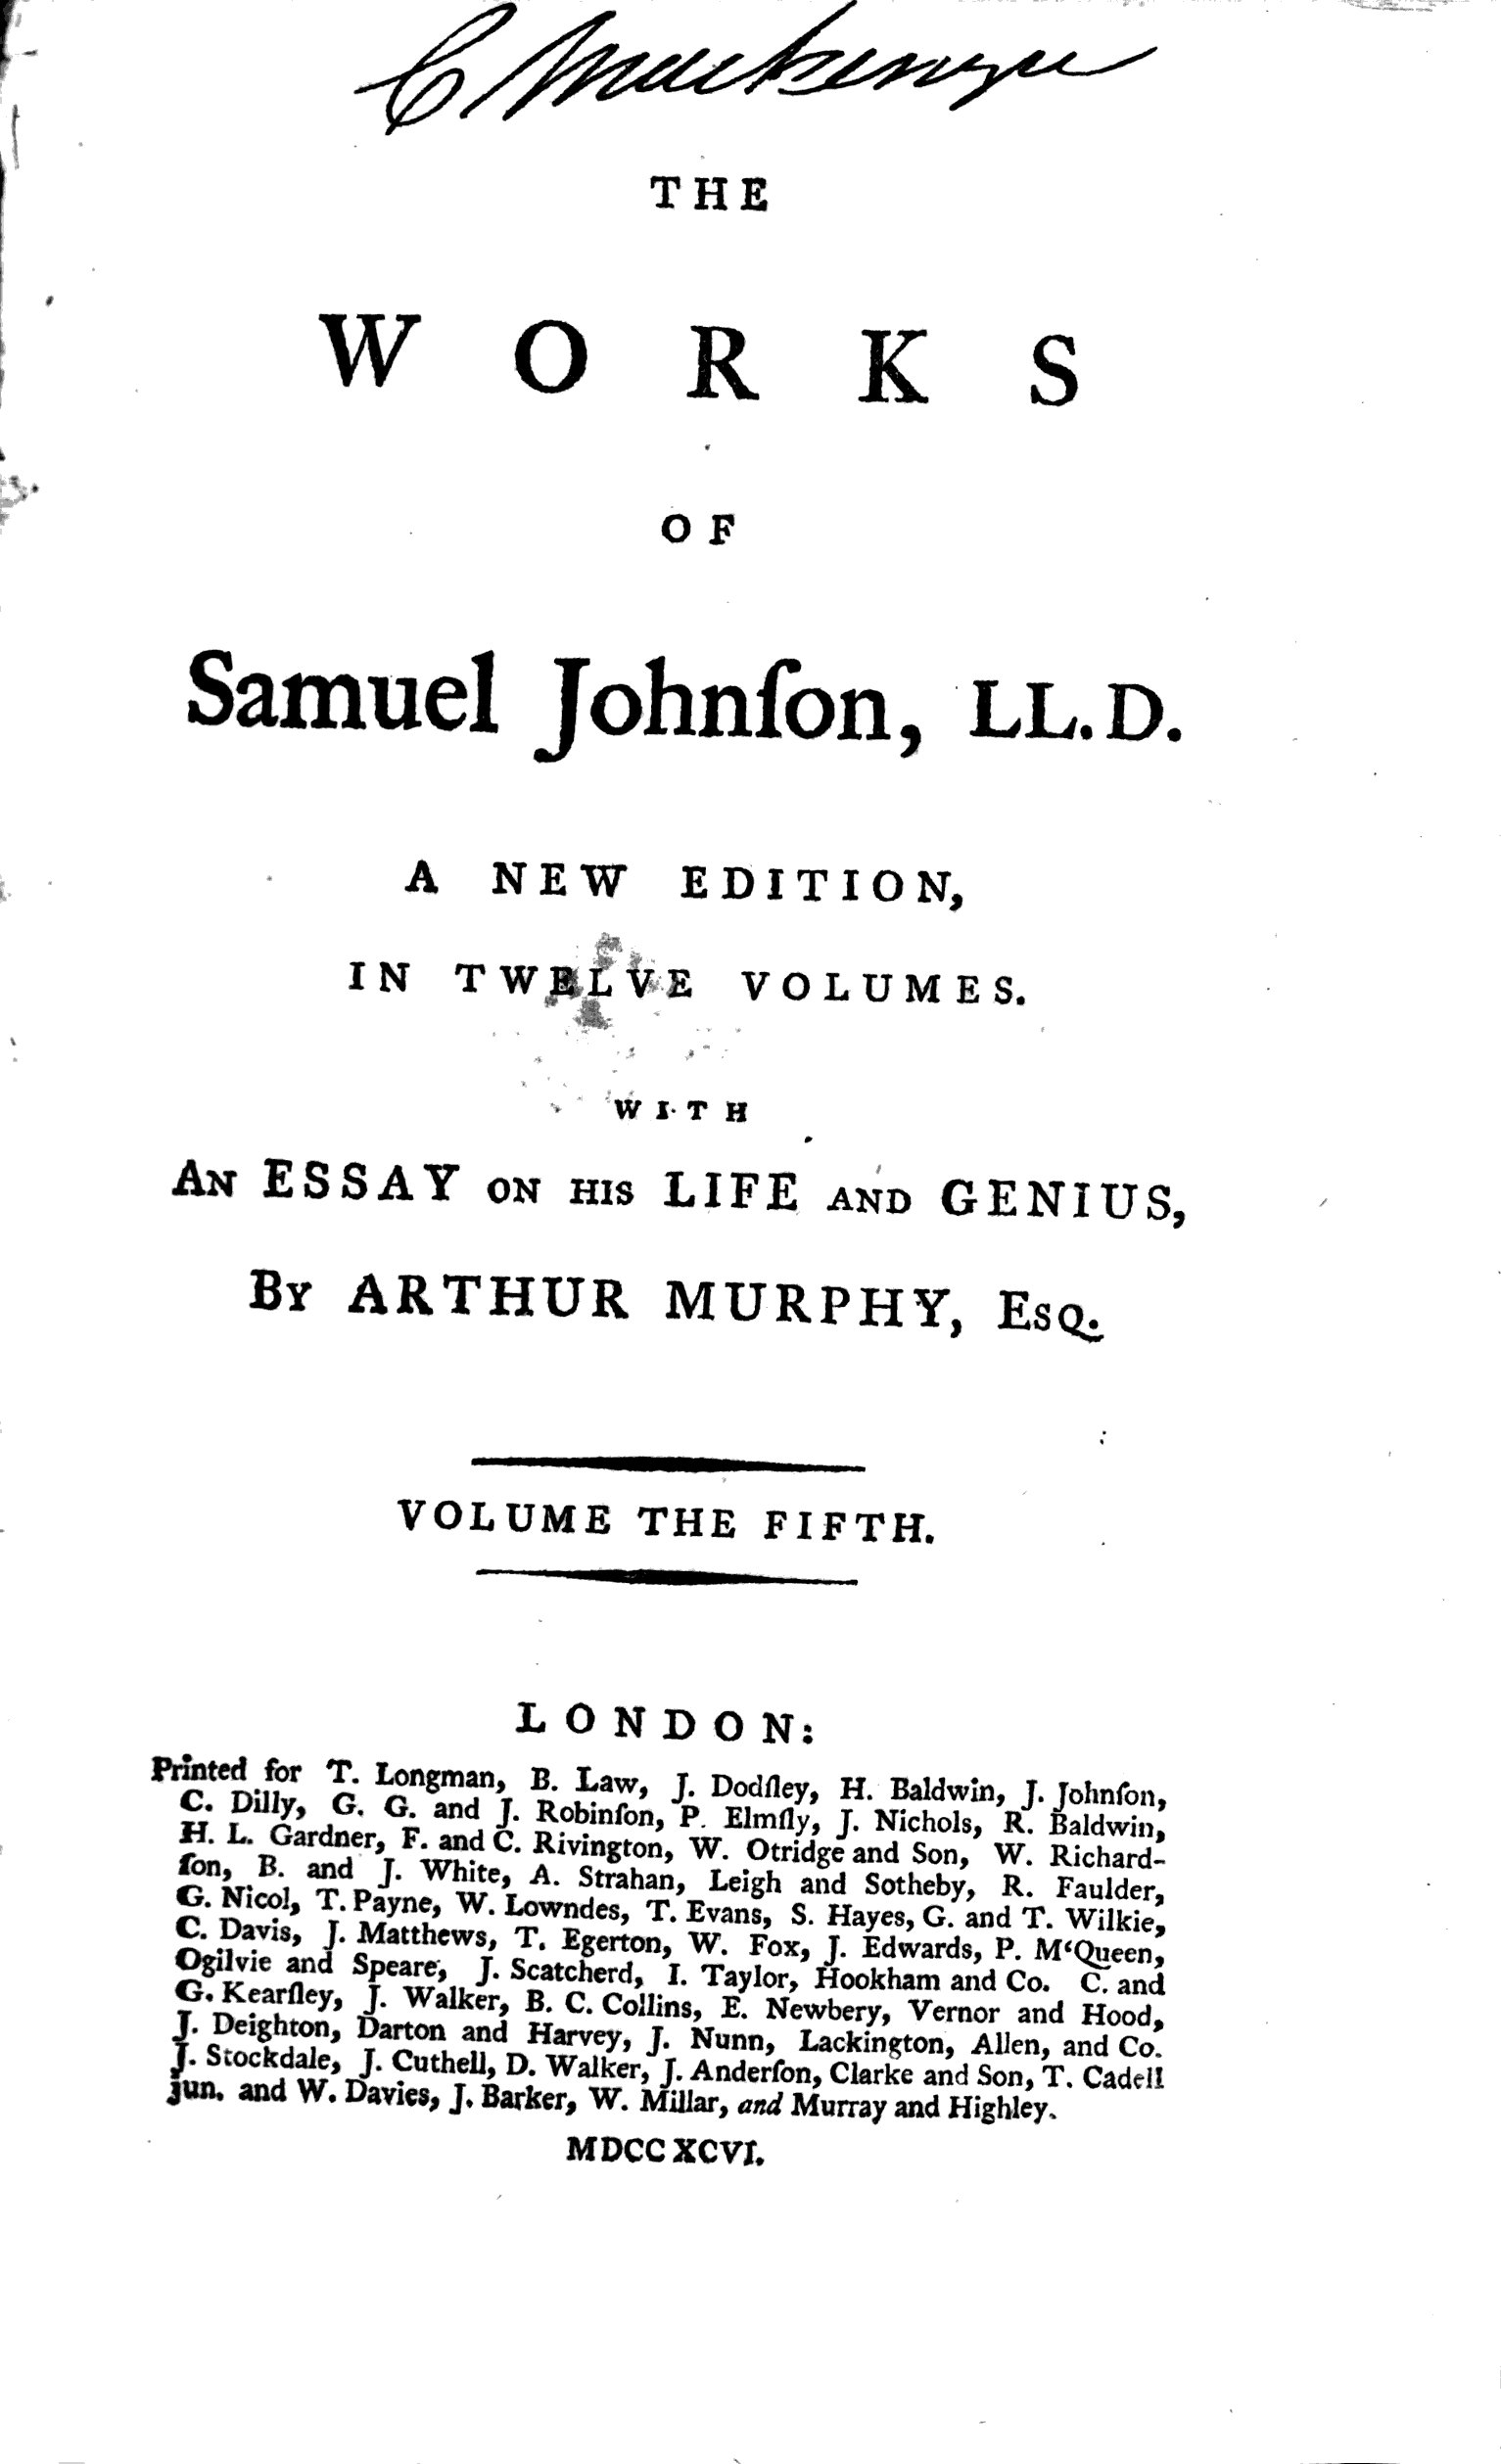 C Mackenzie
THE
WORKS
OF
Samuel Johnſon, LL.D.
A NEW EDITION,
IN TWELVE VOLUMES.
WITH
AN ESSAY ON HIS LIFE AND GENIUS,
BY ARTHUR MURPHY, ESQ.
VOLUME THE FIFTH.
LONDON:
Printed for T. Longman, B. Law, J. Dodſley, H. Baldwin, J. Johnſon,
C. Dilly, G. G. and J. Robinſon, P. Elmſly, J. Nichols, R. Baldwin,
H. L. Gardner, F. and C. Rivington, W. Otridge and Son, W. Richard-
ſon, B. and J. White, A. Strahan, Leigh and Sotheby, R. Faulder,
G. Nicol, T. Payne, W. Lowndes, T. Evans, S. Hayes, G. and T. Wilkie,
C. Davis, J. Matthews, T. Egerton, W. Fox, J. Edwards, P. M‘Queen,
Ogilvie and Speare, J. Scatcherd, I. Taylor, Hookham and Co. C. and
G. Kearſley, J. Walker, B. C. Collins, E. Newbery, Vernor and Hood,
J. Deighton, Darton and Harvey, J. Nunn, Lackington, Allen, and Co.
J. Stockdale, J. Cuthell, D. Walker, J. Anderſon, Clarke and Son, T. Cadell
jun. and W. Davies, J. Barker, W. Millar, and Murray and Highley.
MDCCXCVI.